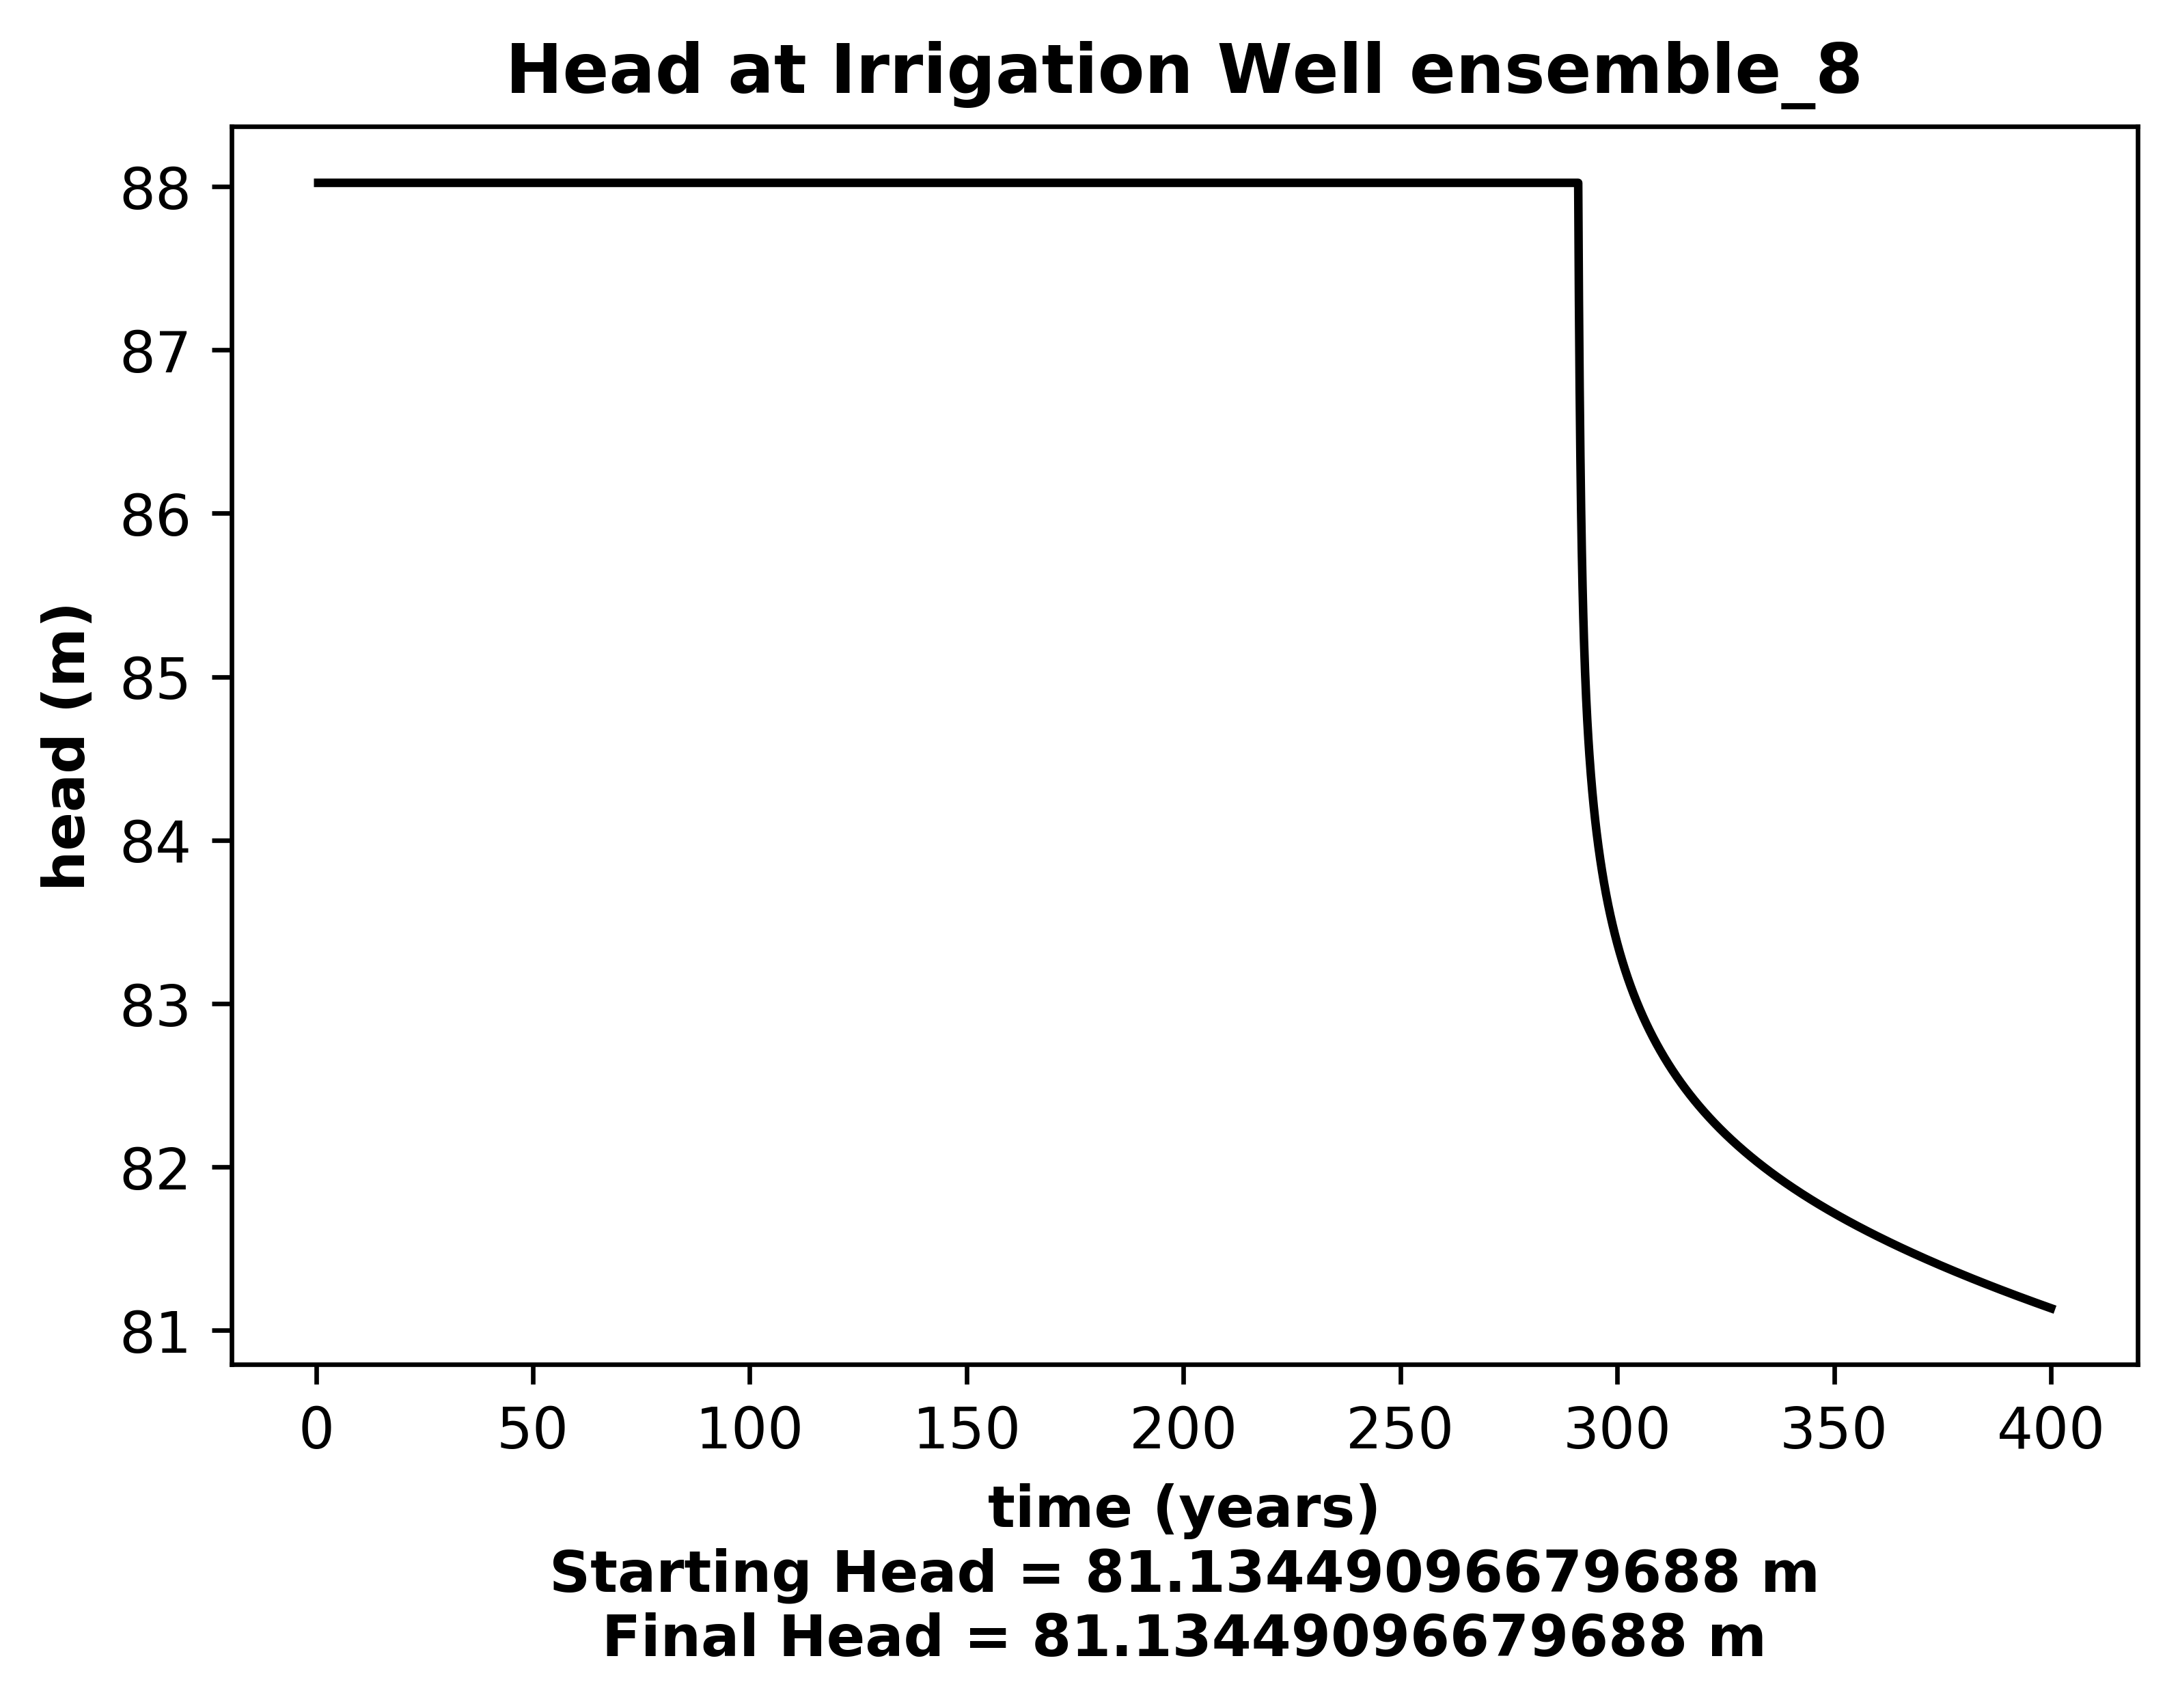 Head at Irrigation Well ensemble_8
88
87
86
85
84
83
82
81
head (m)
0 50 100 150 200 250 300 350 400
time (years)
Starting Head = 81.13449096679688 m
Final Head = 81.13449096679688 m